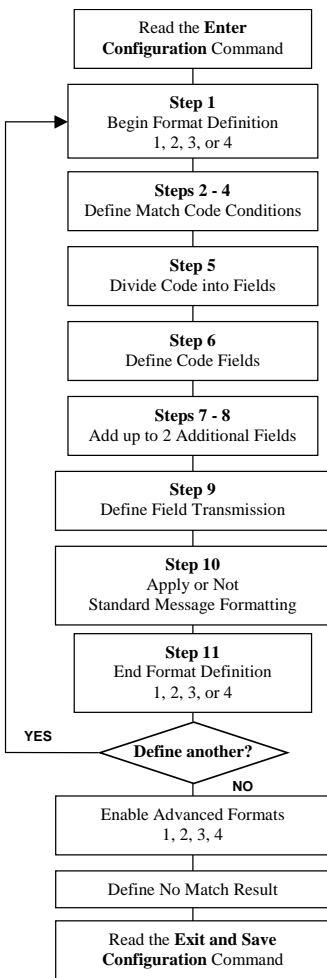 Read the Enter
Configuration Command
Step 1
Begin Format Definition
1, 2, 3, or 4
Steps 2 - 4
Define Match Code Conditions
Step 5
Divide Code into Fields
Step 6
Define Code Fields
Steps 7 - 8
Add up to 2 Additional Fields
Step 9
Define Field Transmission
Step 10
Apply or Not
Standard Message Formatting
Step 11
End Format Definition
1, 2, 3, or 4
YES
Define another?
NO
Enable Advanced Formats
1, 2, 3, 4
Define No Match Result
Read the Exit and Save
Configuration Command